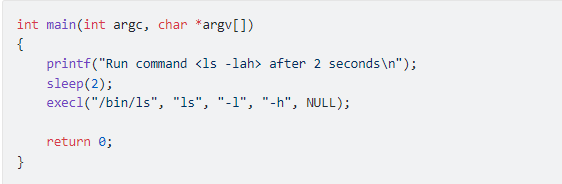 int main(int argc, char *argv[])
{
    printf("Run command <ls -lah> after 2 seconds\n");
    sleep(2);
    execl("/bin/ls", "ls", "-l", "-h", NULL);

    return 0;
}